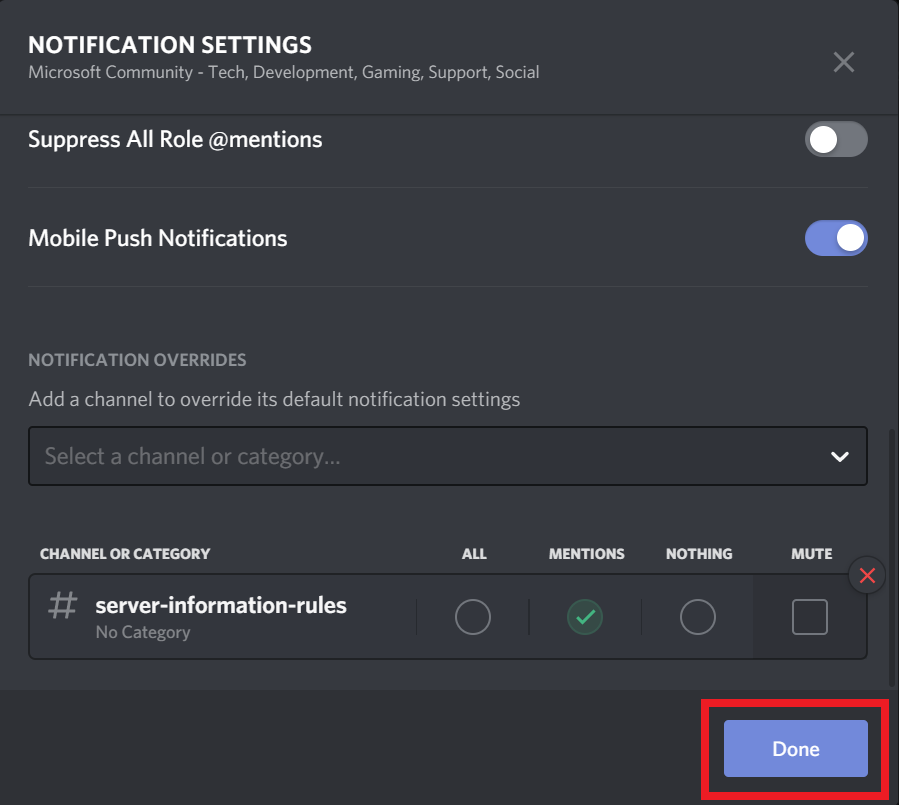 NOTIFICATION SETTINGS
Microsoft Community - Tech, Development, Gaming, Support, Social
Suppress All Role @mentions
Mobile Push Notifications
NOTIFICATION OVERRIDES
Add a channel to override its default notification settings
Select a channel or category...
CHANNEL OR CATEGORY ALL MENTIONS NOTHING MUTE
# server-information-rules
No Category
Done